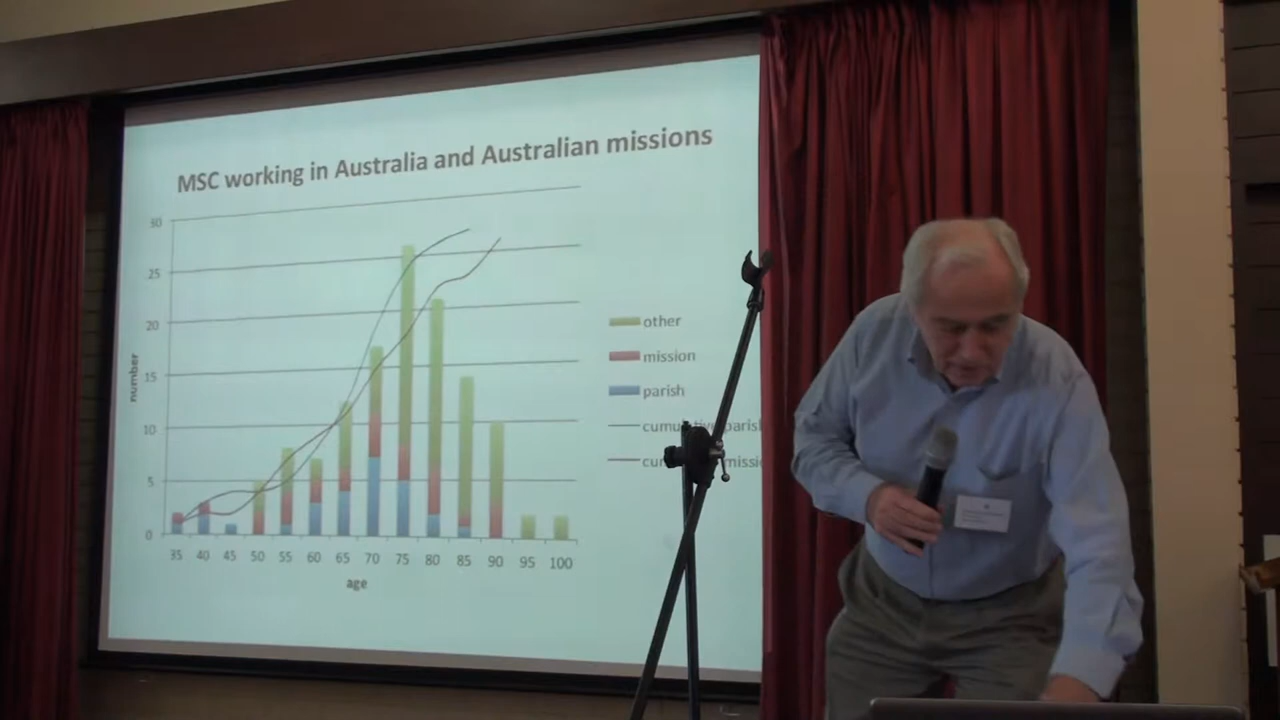 MSC working in Australia and Australian missions
30
25
20
15
10
5
0
number
35 40 45 50 55 60 65 70 75 80 85 90 95 100
age
other
mission
parish